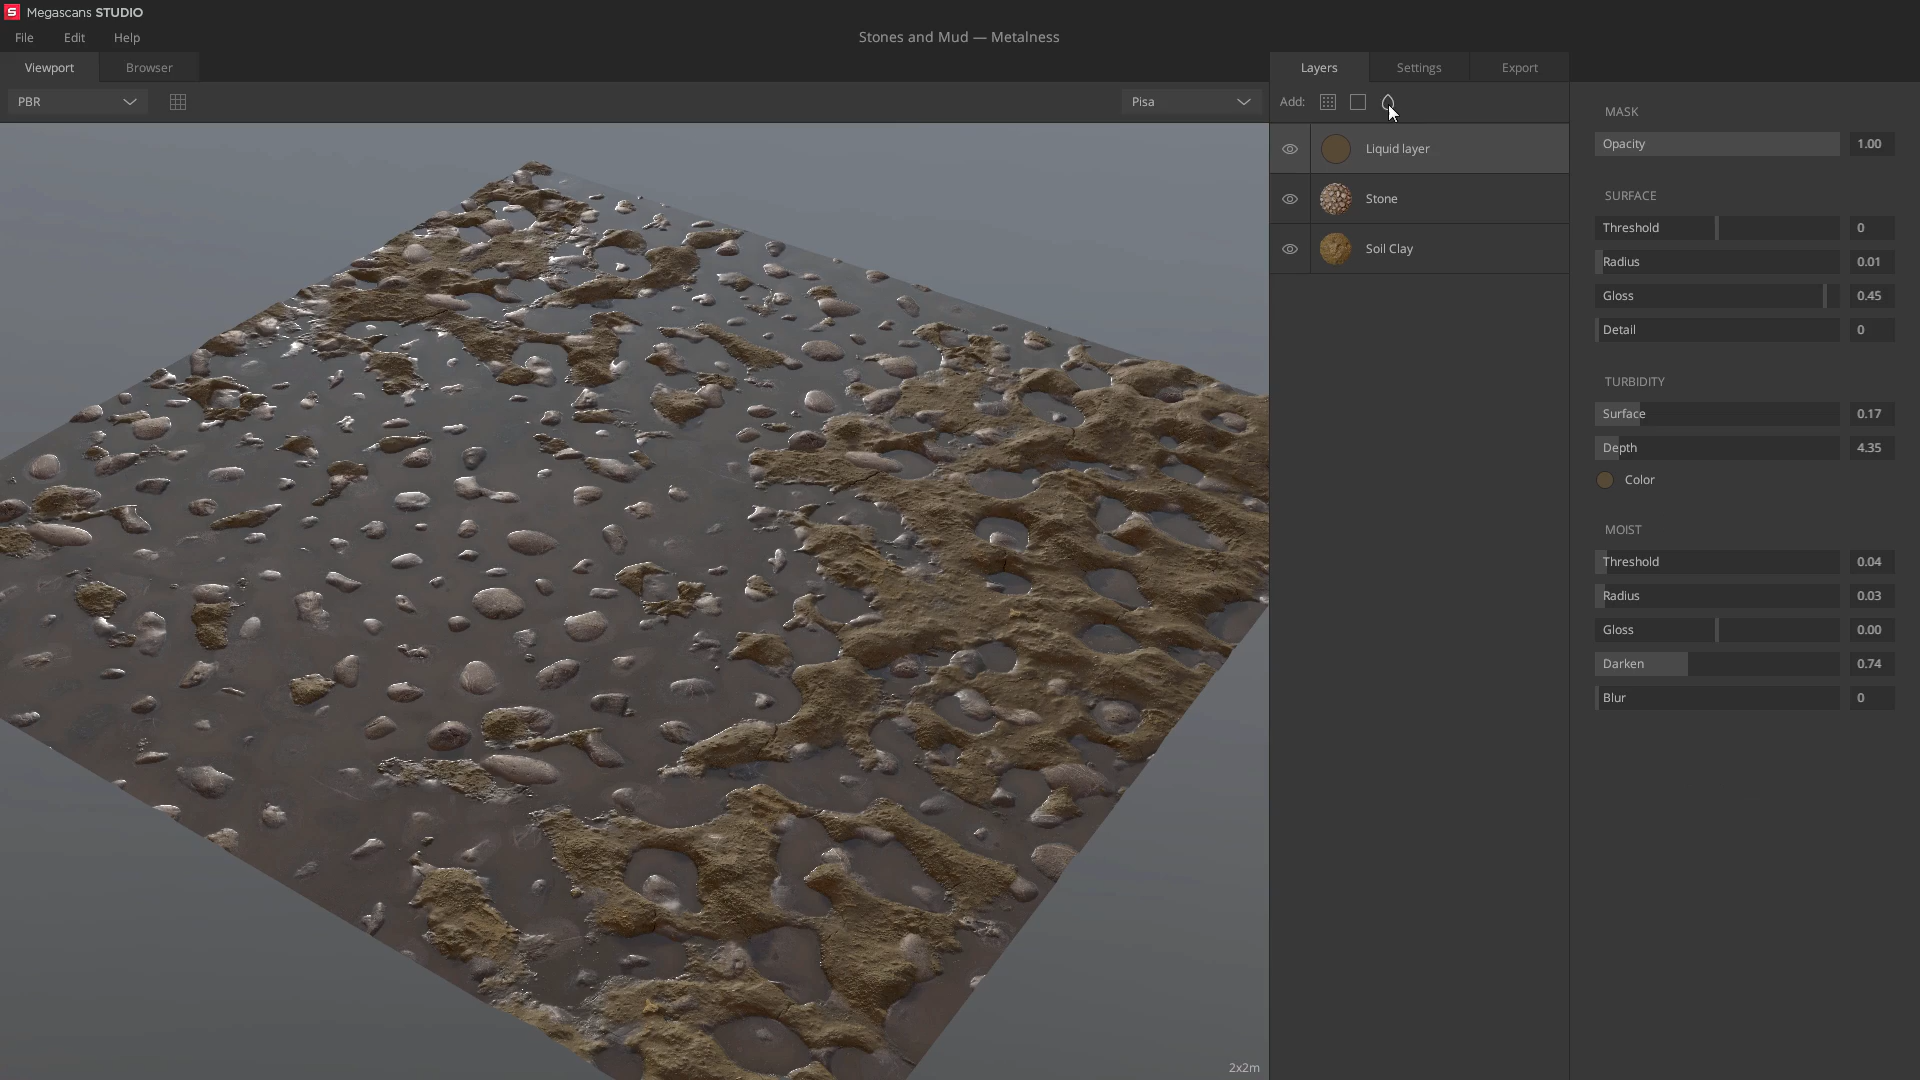 Megascans STUDIO
File Edit Help
Stones and Mud — Metalness
Viewport Browser
Layers Settings Export
PBR
Pisa
Add:
Liquid layer
Stone
Soil Clay
MASK
Opacity 1.00
SURFACE
Threshold 0
Radius 0.01
Gloss 0.45
Detail 0
TURBIDITY
Surface 0.17
Depth 4.35
Color
MOIST
Threshold 0.04
Radius 0.03
Gloss 0.00
Darken 0.74
Blur 0
2x2m